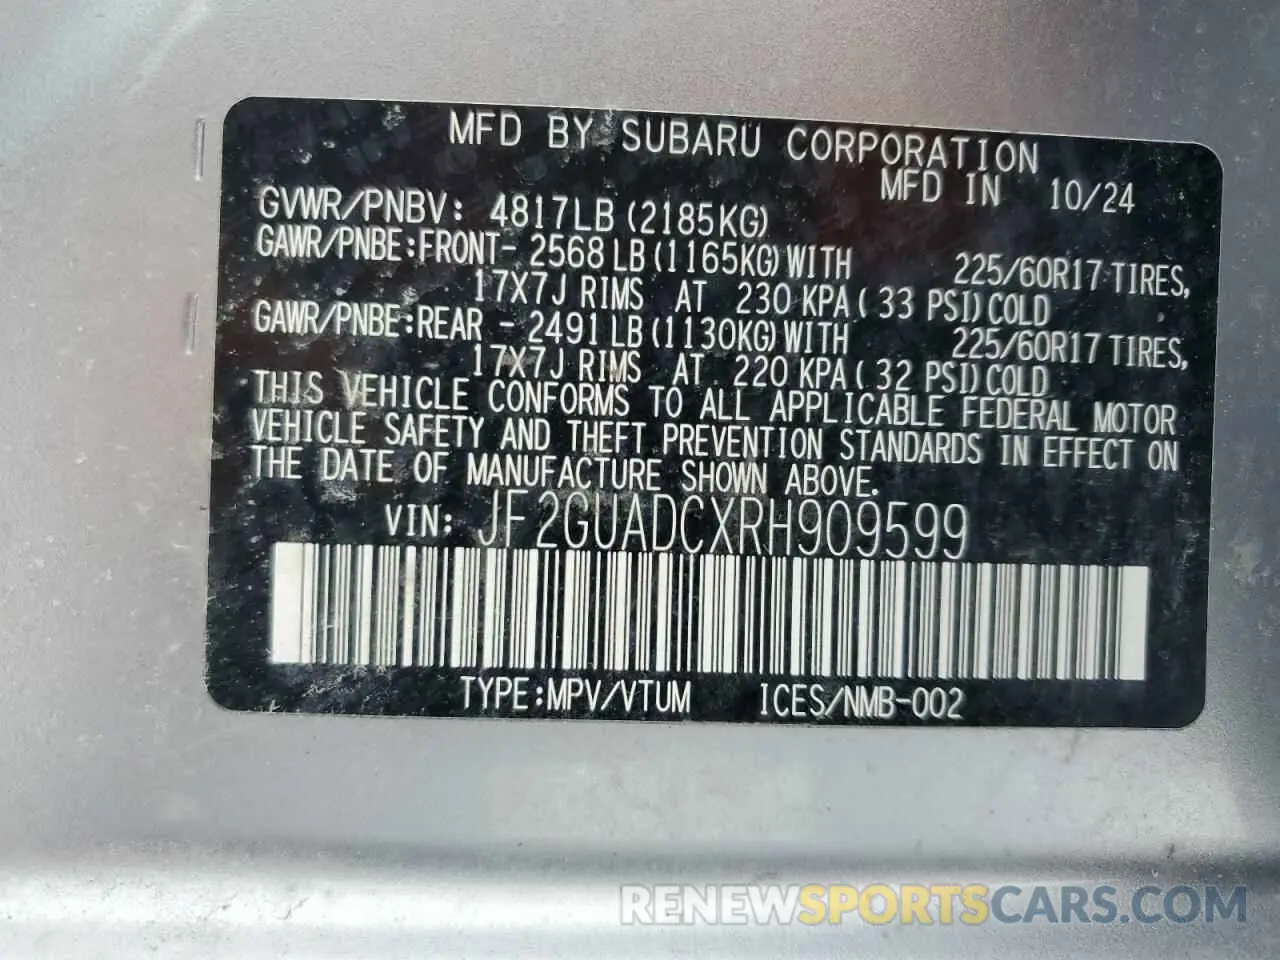 MFD BY SUBARU CORPORATION
MFD IN 10/24
GVWR/PNBV: 4817LB (2185KG)
GAWR/PNBE:FRONT- 2568LB(1165KG)WITH 225/60R17 TIRES,
17X7J RIMS AT 230 KPA( 33 PSI)COLD
GAWR/PNBE:REAR - 2491LB(1130KG)WITH 225/60R17 TIRES,
17X7J RIMS AT 220 KPA( 32 PSI)COLD
THIS VEHICLE CONFORMS TO ALL APPLICABLE FEDERAL MOTOR
VEHICLE SAFETY AND THEFT PREVENTION STANDARDS IN EFFECT ON
THE DATE OF MANUFACTURE SHOWN ABOVE.
VIN: JF2GUADCXRH909599
TYPE:MPV/VTUM ICES/NMB-002
RENEWSPORTSCARS.COM